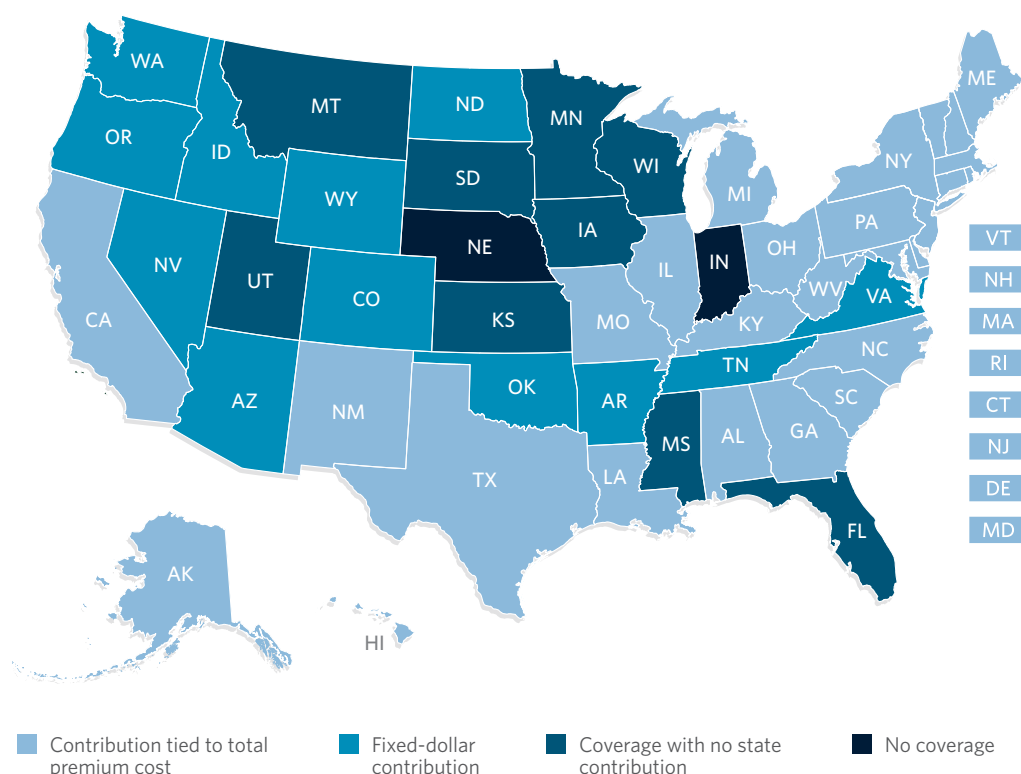 WA
MT
ND
MN
ME
OR
ID
SD
WI
NY
WY
MI
IA
PA
NE
OH
VT
NV
UT
CO
IL
IN
NH
CA
KS
MO
KY
WV
VA
MA
NC
RI
AZ
NM
OK
AR
TN
SC
CT
TX
LA
MS
AL
GA
NJ
DE
FL
MD
AK
HI
Contribution tied to total
premium cost
Fixed-dollar
contribution
Coverage with no state
contribution
No coverage